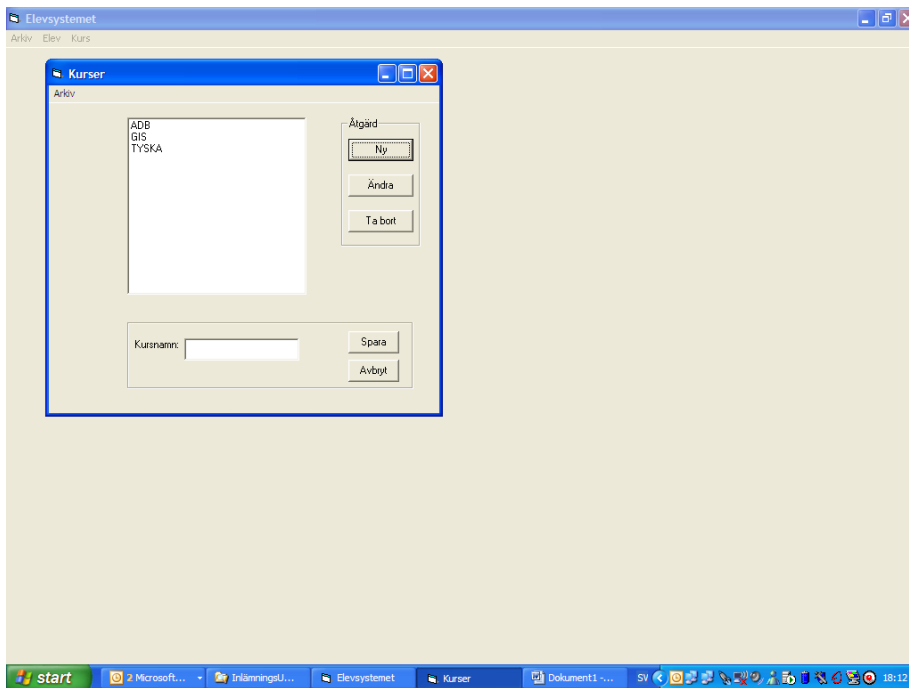 Elevsystemet
Arkiv Elev Kurs
Kurser
Arkiv
ADB
GIS
TYSKA
Åtgärd
Ny
Ändra
Ta bort
Kursnamn:
Spara
Avbryt
start 2 Microsoft... InlämningsU... Elevsystemet Kurser Dokument1 -... SV 18:12